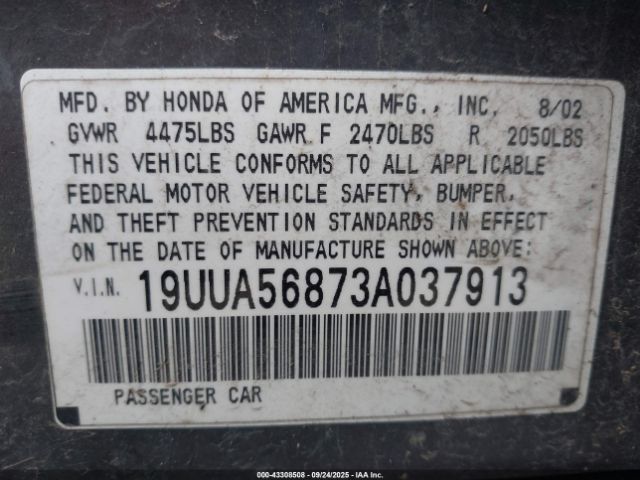 MFD. BY HONDA OF AMERICA MFG., INC. 8/02
GVWR 4475LBS GAWR F 2470LBS R 2050LBS
THIS VEHICLE CONFORMS TO ALL APPLICABLE
FEDERAL MOTOR VEHICLE SAFETY, BUMPER,
AND THEFT PREVENTION STANDARDS IN EFFECT
ON THE DATE OF MANUFACTURE SHOWN ABOVE:
V.I.N. 19UUA56873A037913
PASSENGER CAR
000-43308508 - 09/24/2025 - IAA Inc.